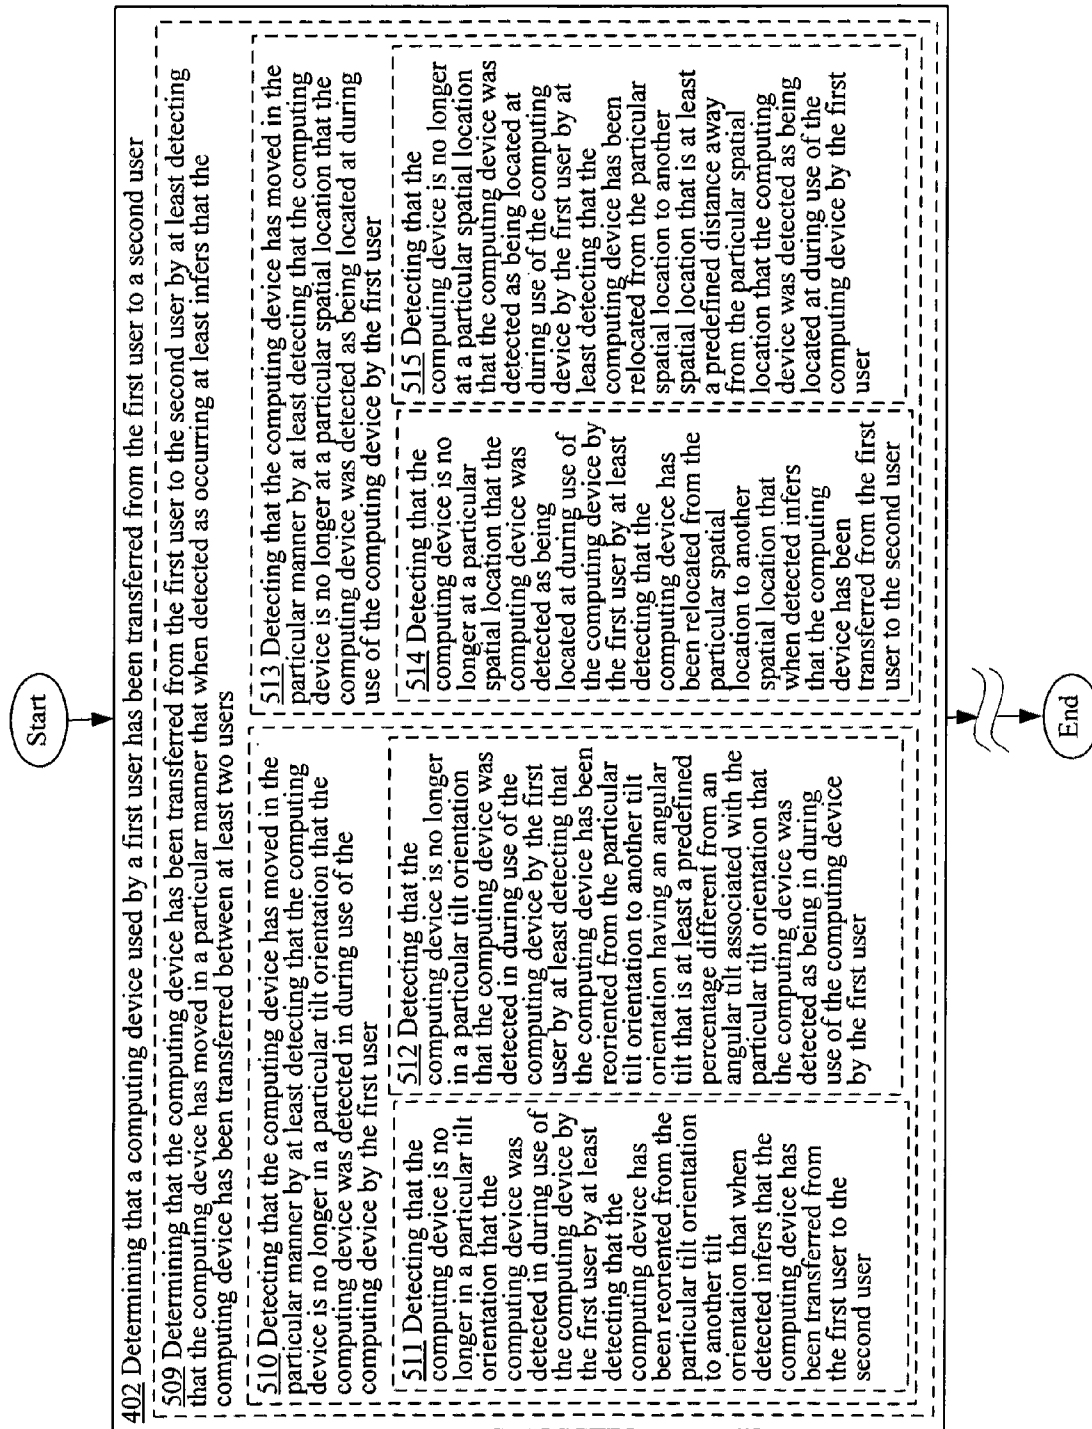 Start
402 Determining that a computing device used by a first user has been transferred from the first user to a second user
509 Determining that the computing device has been transferred from the first user to the second user by at least detecting
that the computing device has moved in a particular manner that when detected as occurring at least infers that the
computing device has been transferred between at least two users
510 Detecting that the computing device has moved in the
particular manner by at least detecting that the computing
device is no longer in a particular tilt orientation that the
computing device was detected in during use of the
computing device by the first user
511 Detecting that the
computing device is no
longer in a particular tilt
orientation that the
computing device was
detected in during use of
the computing device by
the first user by at least
detecting that the
computing device has
been reoriented from the
particular tilt orientation
to another tilt
orientation that when
detected infers that the
computing device has
been transferred from
the first user to the
second user
512 Detecting that the
computing device is no longer
in a particular tilt orientation
that the computing device was
detected in during use of the
computing device by the first
user by at least detecting that
the computing device has been
reoriented from the particular
tilt orientation to another tilt
orientation having an angular
tilt that is at least a predefined
percentage different from an
angular tilt associated with the
particular tilt orientation that
the computing device was
detected as being in during
use of the computing device
by the first user
513 Detecting that the computing device has moved in the
particular manner by at least detecting that the computing
device is no longer at a particular spatial location that the
computing device was detected as being located at during
use of the computing device by the first user
514 Detecting that the
computing device is no
longer at a particular
spatial location that the
computing device was
detected as being
located at during use of
the computing device by
the first user by at least
detecting that the
computing device has
been relocated from the
particular spatial
location to another
spatial location that
when detected infers
that the computing
device has been
transferred from the first
user to the second user
515 Detecting that the
computing device is no longer
at a particular spatial location
that the computing device was
detected as being located at
during use of the computing
device by the first user by at
least detecting that the
computing device has been
relocated from the particular
spatial location to another
spatial location that is at least
a predefined distance away
from the particular spatial
location that the computing
device was detected as being
located at during use of the
computing device by the first
user
End